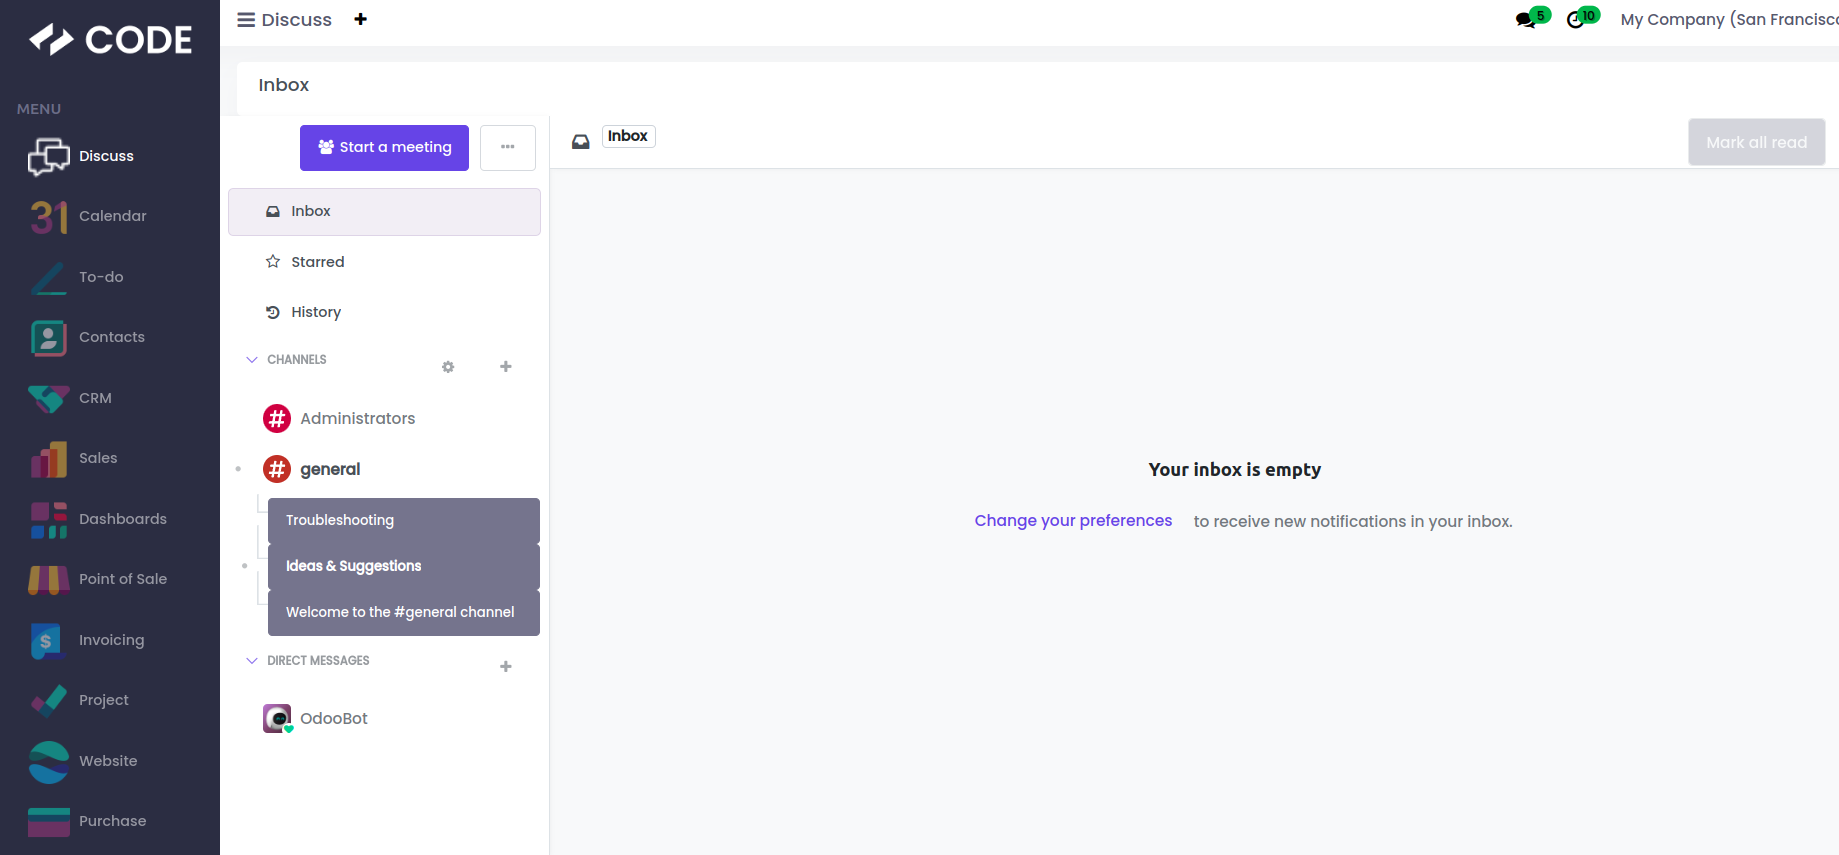 CODE
MENU
Discuss
Calendar
To-do
Contacts
CRM
Sales
Dashboards
Point of Sale
Invoicing
Project
Website
Purchase
Discuss
5
10
My Company (San Francisco
Inbox
Start a meeting
Inbox
Starred
History
CHANNELS
Administrators
general
Troubleshooting
Ideas & Suggestions
Welcome to the #general channel
DIRECT MESSAGES
OdooBot
Inbox
Mark all read
Your inbox is empty
Change your preferences to receive new notifications in your inbox.